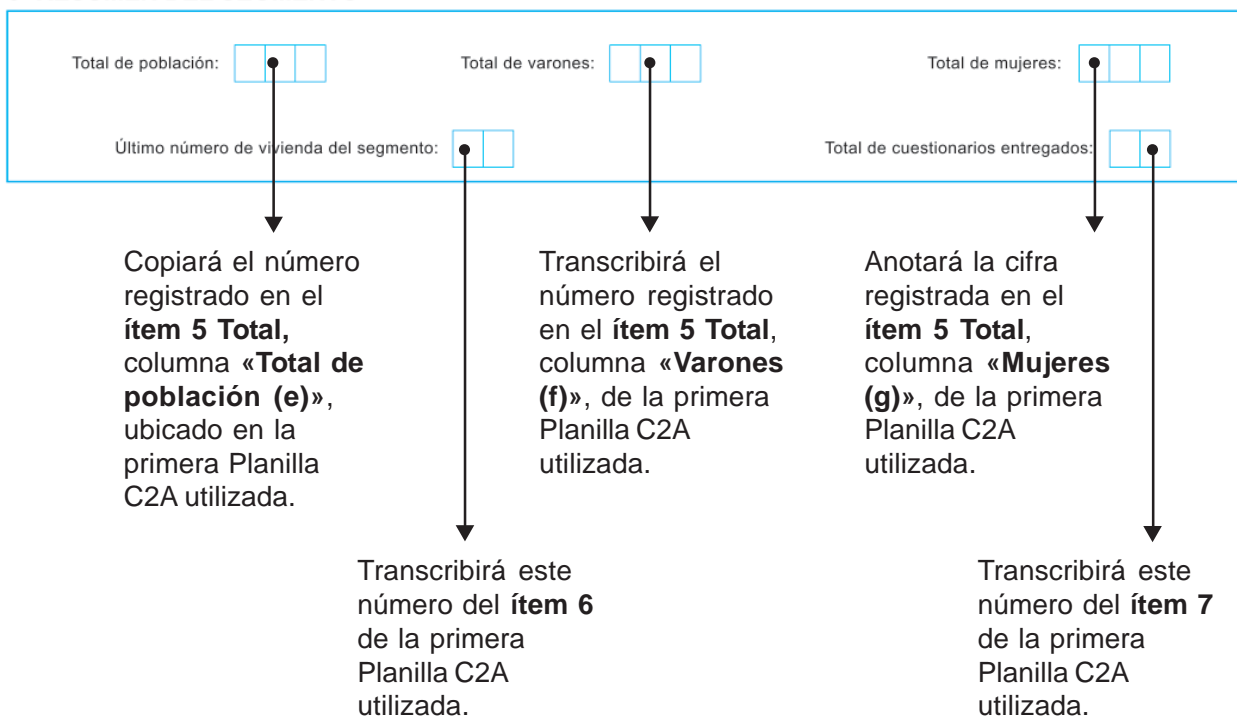 Total de población:
Total de varones:
Total de mujeres:
Último número de vivienda del segmento:
Total de cuestionarios entregados:
Copiará el número
registrado en el
ítem 5 Total,
columna «Total de
población (e)»,
ubicado en la
primera Planilla
C2A utilizada.
Transcribirá el
número registrado
en el ítem 5 Total,
columna «Varones
(f)», de la primera
Planilla C2A
utilizada.
Anotará la cifra
registrada en el
ítem 5 Total,
columna «Mujeres
(g)», de la primera
Planilla C2A
utilizada.
Transcribirá este
número del ítem 6
de la primera
Planilla C2A
utilizada.
Transcribirá este
número del ítem 7
de la primera
Planilla C2A
utilizada.